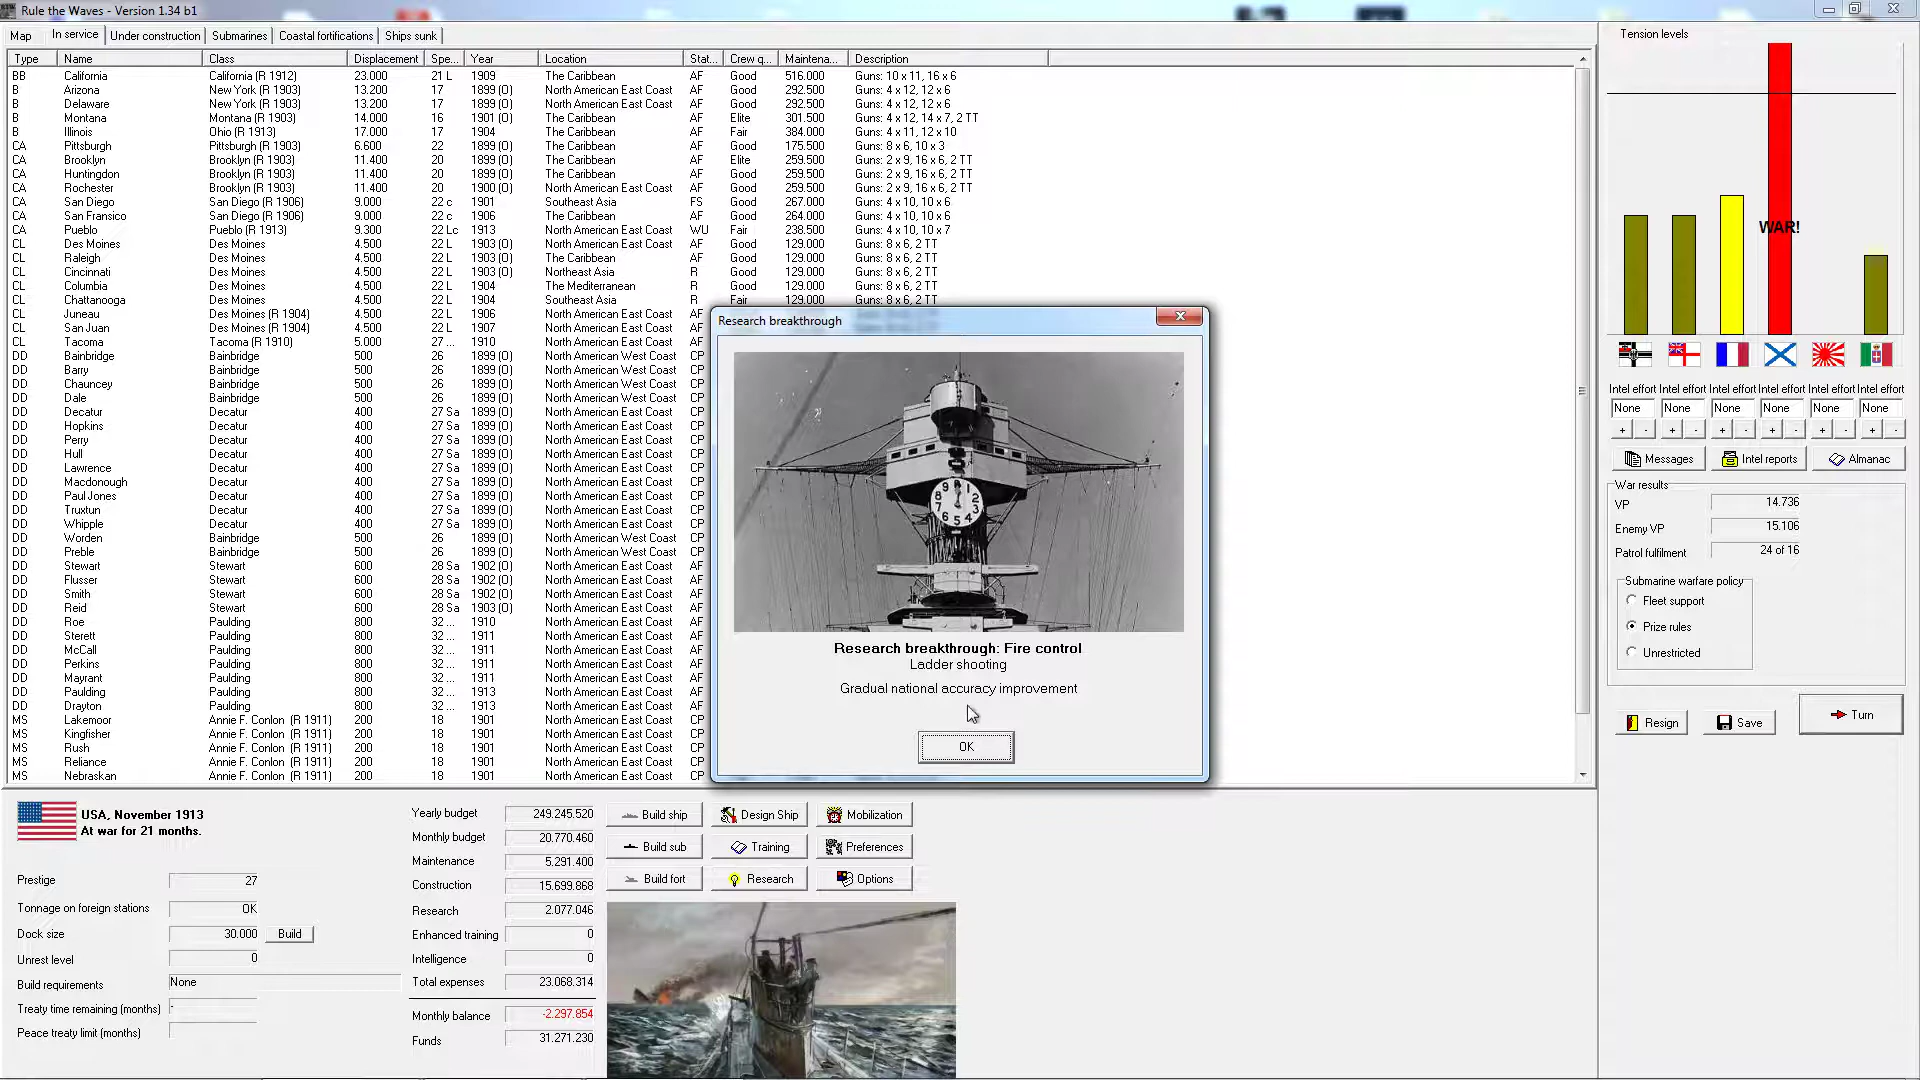 Rule the Waves - Version 1.34 b1
Map In service Under construction Submarines Coastal fortifications Ships sunk
Type Name Class Displacement Spe... Year Location Stat... Crew q... Maintena... Description
BB California California (R 1912) 23.000 21 L 1909 The Caribbean AF Good 516.000 Guns: 10 x 11, 16 x 6
B Arizona New York (R 1903) 13.200 17 1899 (O) North American East Coast AF Good 292.500 Guns: 4 x 12, 12 x 6
B Delaware New York (R 1903) 13.200 17 1899 (O) North American East Coast AF Good 292.500 Guns: 4 x 12, 12 x 6
B Montana Montana (R 1903) 14.000 16 1901 (O) The Caribbean AF Elite 301.500 Guns: 4 x 12, 14 x 7, 2 TT
B Illinois Ohio (R 1913) 17.000 17 1904 The Caribbean AF Fair 384.000 Guns: 4 x 11, 12 x 10
CA Pittsburgh Pittsburgh (R 1903) 6.600 22 1899 (O) The Caribbean AF Good 175.500 Guns: 8 x 6, 10 x 3
CA Brooklyn Brooklyn (R 1903) 11.400 20 1899 (O) The Caribbean AF Elite 259.500 Guns: 2 x 9, 16 x 6, 2 TT
CA Huntingdon Brooklyn (R 1903) 11.400 20 1899 (O) The Caribbean AF Good 259.500 Guns: 2 x 9, 16 x 6, 2 TT
CA Rochester Brooklyn (R 1903) 11.400 20 1900 (O) North American East Coast AF Good 259.500 Guns: 2 x 9, 16 x 6, 2 TT
CA San Diego San Diego (R 1906) 9.000 22 c 1901 Southeast Asia FS Good 267.000 Guns: 4 x 10, 10 x 6
CA San Fransico San Diego (R 1906) 9.000 22 c 1906 The Caribbean AF Good 264.000 Guns: 4 x 10, 10 x 6
CA Pueblo Pueblo (R 1913) 9.300 22 Lc 1913 North American East Coast WU Fair 238.500 Guns: 4 x 10, 10 x 7
CL Des Moines Des Moines 4.500 22 L 1903 (O) North American East Coast AF Good 129.000 Guns: 8 x 6, 2 TT
CL Raleigh Des Moines 4.500 22 L 1903 (O) The Caribbean AF Good 129.000 Guns: 8 x 6, 2 TT
CL Cincinnati Des Moines 4.500 22 L 1903 (O) Northeast Asia R Good 129.000 Guns: 8 x 6, 2 TT
CL Columbia Des Moines 4.500 22 L 1904 The Mediterranean R Good 129.000 Guns: 8 x 6, 2 TT
CL Chattanooga Des Moines 4.500 22 L 1904 Southeast Asia R Fair 129.000 Guns: 8 x 6, 2 TT
CL Juneau Des Moines (R 1904) 4.500 22 L 1906 North American East Coast AF
CL San Juan Des Moines (R 1904) 4.500 22 L 1907 North American East Coast AF
CL Tacoma Tacoma (R 1910) 5.000 27 ... 1910 North American East Coast AF
DD Bainbridge Bainbridge 500 26 1899 (O) North American West Coast CP
DD Barry Bainbridge 500 26 1899 (O) North American West Coast CP
DD Chauncey Bainbridge 500 26 1899 (O) North American West Coast CP
DD Dale Bainbridge 500 26 1899 (O) North American West Coast CP
DD Decatur Decatur 400 27 Sa 1899 (O) North American East Coast CP
DD Hopkins Decatur 400 27 Sa 1899 (O) North American East Coast CP
DD Perry Decatur 400 27 Sa 1899 (O) North American East Coast CP
DD Hull Decatur 400 27 Sa 1899 (O) North American East Coast CP
DD Lawrence Decatur 400 27 Sa 1899 (O) North American East Coast CP
DD Macdonough Decatur 400 27 Sa 1899 (O) North American East Coast CP
DD Paul Jones Decatur 400 27 Sa 1899 (O) North American East Coast CP
DD Truxtun Decatur 400 27 Sa 1899 (O) North American East Coast CP
DD Whipple Decatur 400 27 Sa 1899 (O) North American East Coast CP
DD Worden Bainbridge 500 26 1899 (O) North American West Coast CP
DD Preble Bainbridge 500 26 1899 (O) North American West Coast CP
DD Stewart Stewart 600 28 Sa 1902 (O) North American East Coast AF
DD Flusser Stewart 600 28 Sa 1902 (O) North American East Coast AF
DD Smith Stewart 600 28 Sa 1902 (O) North American East Coast AF
DD Reid Stewart 600 28 Sa 1903 (O) North American East Coast AF
DD Roe Paulding 800 32 ... 1910 North American East Coast AF
DD Sterett Paulding 800 32 ... 1911 North American East Coast AF
DD McCall Paulding 800 32 ... 1911 North American East Coast AF
DD Perkins Paulding 800 32 ... 1911 North American East Coast AF
DD Mayrant Paulding 800 32 ... 1911 North American East Coast AF
DD Paulding Paulding 800 32 ... 1913 North American East Coast AF
DD Drayton Paulding 800 32 ... 1913 North American East Coast AF
MS Lakemoor Annie F. Conlon (R 1911) 200 18 1901 North American East Coast CP
MS Kingfisher Annie F. Conlon (R 1911) 200 18 1901 North American East Coast CP
MS Rush Annie F. Conlon (R 1911) 200 18 1901 North American East Coast CP
MS Reliance Annie F. Conlon (R 1911) 200 18 1901 North American East Coast CP
MS Nebraskan Annie F. Conlon (R 1911) 200 18 1901 North American East Coast CP
Research breakthrough
9 1 8 2 7 3 6 5 4
Research breakthrough: Fire control
Ladder shooting
Gradual national accuracy improvement
OK
Tension levels
WAR!
Intel effort Intel effort Intel effort Intel effort Intel effort Intel effort
None None None None None None
+ - + - + - + - + - + -
Messages Intel reports Almanac
War results
VP 14.736
Enemy VP 15.106
Patrol fulfilment 24 of 16
Submarine warfare policy
Fleet support
Prize rules
Unrestricted
Resign Save Turn
USA, November 1913
At war for 21 months.
Prestige 27
Tonnage on foreign stations OK
Dock size 30.000 Build
Unrest level 0
Build requirements None
Treaty time remaining (months) -
Peace treaty limit (months)
Yearly budget 249.245.520
Monthly budget 20.770.460
Maintenance 5.291.400
Construction 15.699.868
Research 2.077.046
Enhanced training 0
Intelligence 0
Total expenses 23.068.314
Monthly balance -2.297.854
Funds 31.271.230
Build ship Design Ship Mobilization
Build sub Training Preferences
Build fort Research Options